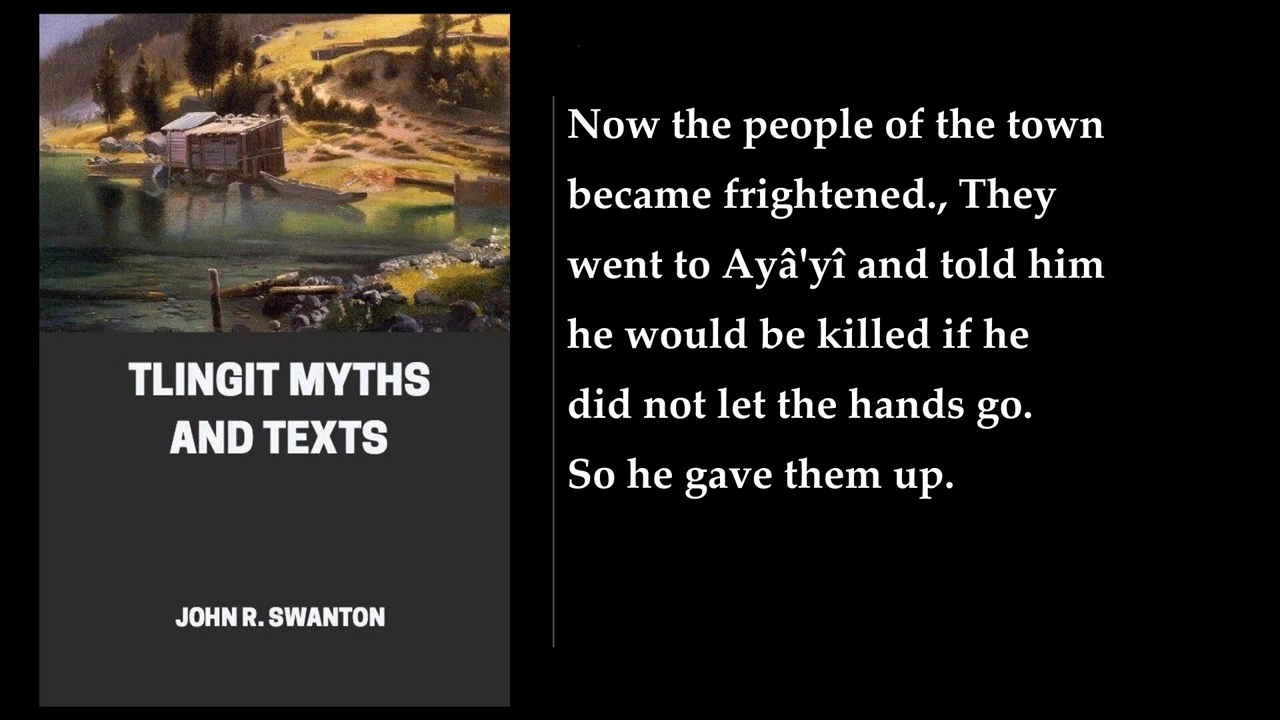 TLINGIT MYTHS
AND TEXTS
JOHN R. SWANTON
Now the people of the town
became frightened., They
went to Ayâ'yî and told him
he would be killed if he
did not let the hands go.
So he gave them up.